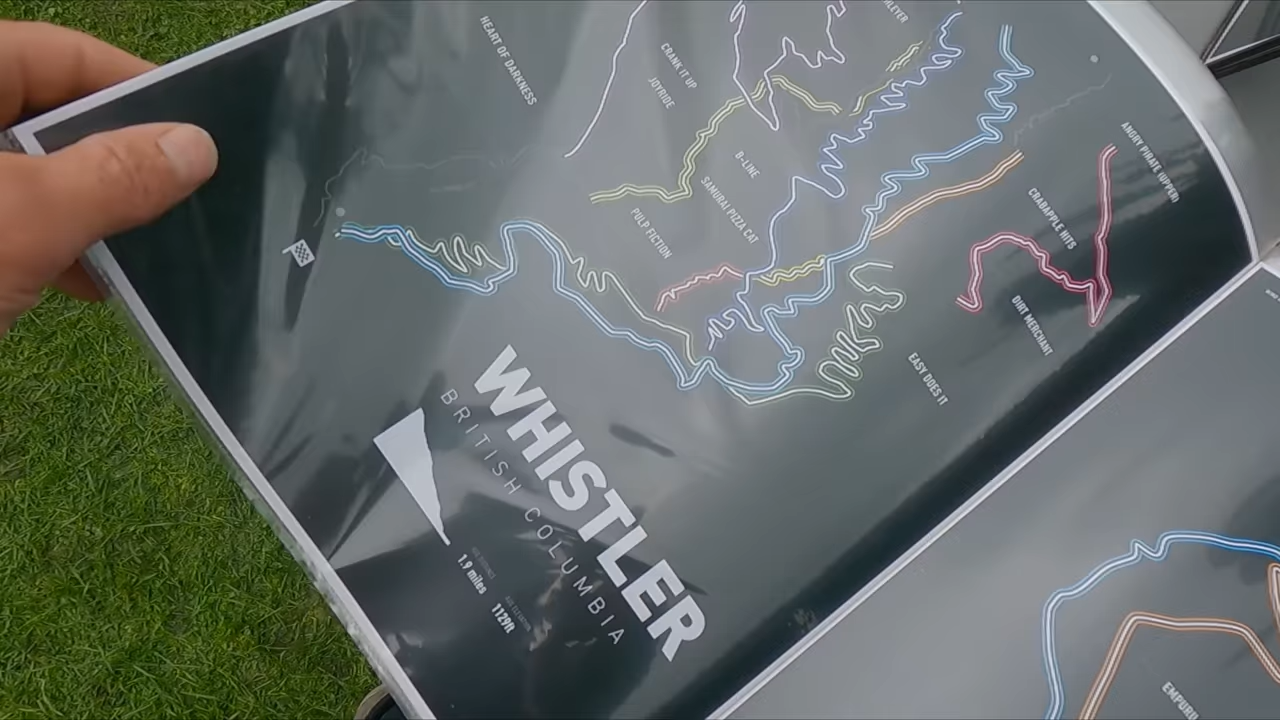 HEART OF DARKNESS
CRANK IT UP
JOYRIDE
B-LINE
SAMURAI PIZZA CAT
PULP FICTION
ANGRY PIRATE (UPPER)
CRABAPPLE HITS
DIRT MERCHANT
EASY DOES IT
WHISTLER
BRITISH COLUMBIA
1.9 miles
1129ft